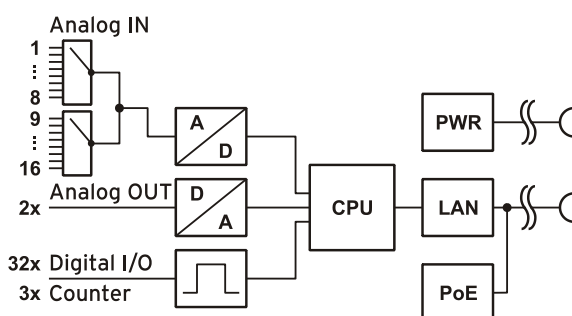 Analog IN
1
8
9
16
A
D
PWR
2x Analog OUT
D
A
CPU
LAN
32x Digital I/O
3x Counter
PoE